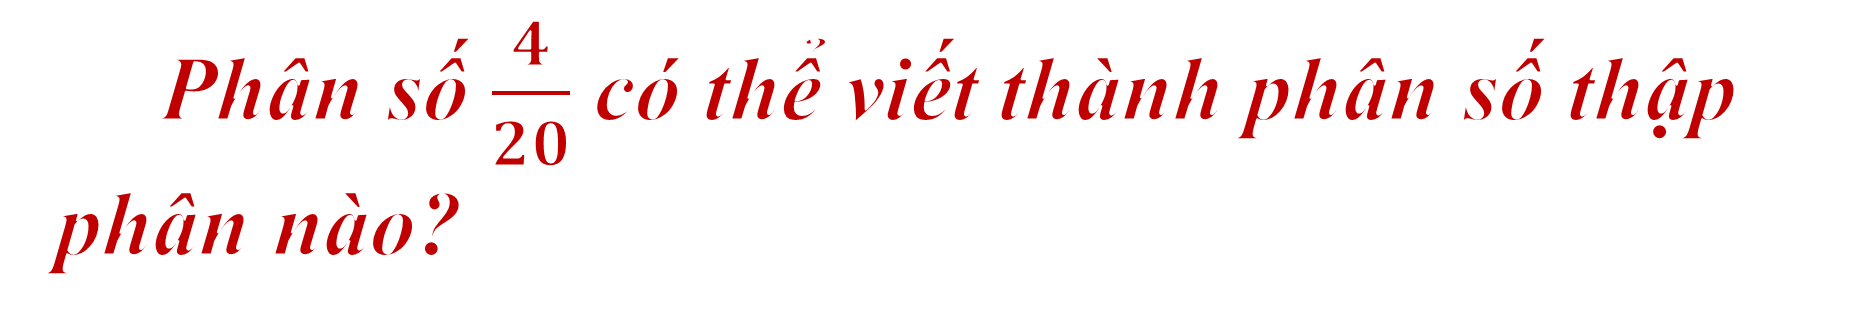 Phân số 4/20 có thể viết thành phân số thập
phân nào?